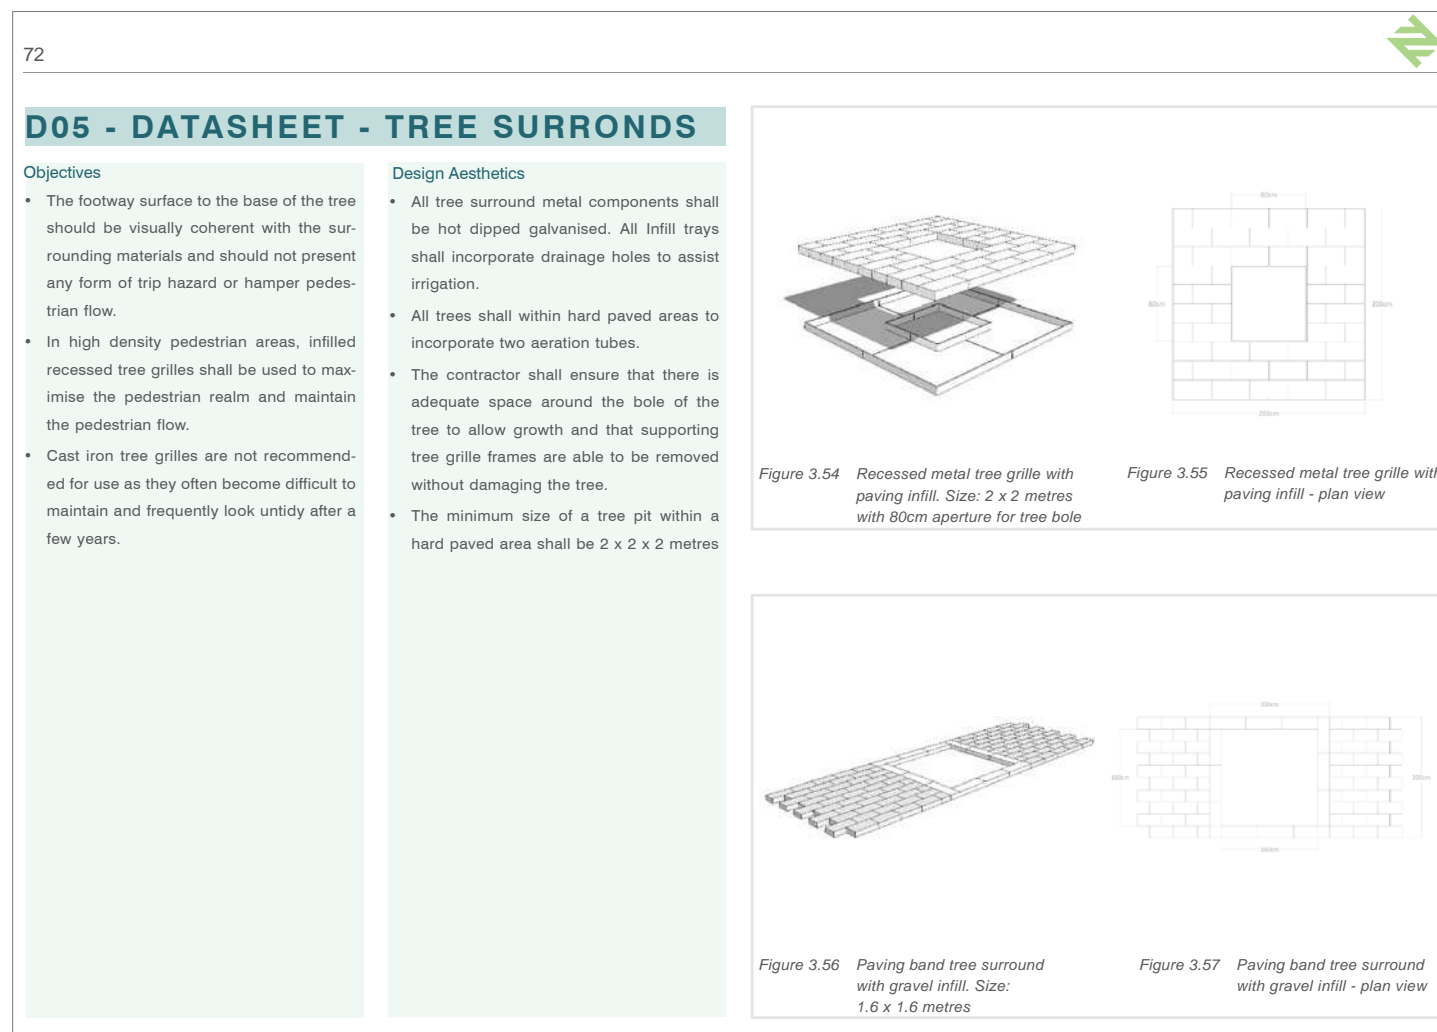 72
D05 - DATASHEET - TREE SURRONDS
Objectives
• The footway surface to the base of the tree
should be visually coherent with the sur-
rounding materials and should not present
any form of trip hazard or hamper pedes-
trian flow.
• In high density pedestrian areas, infilled
recessed tree grilles shall be used to max-
imise the pedestrian realm and maintain
the pedestrian flow.
• Cast iron tree grilles are not recommend-
ed for use as they often become difficult to
maintain and frequently look untidy after a
few years.
Design Aesthetics
• All tree surround metal components shall
be hot dipped galvanised. All Infill trays
shall incorporate drainage holes to assist
irrigation.
• All trees shall within hard paved areas to
incorporate two aeration tubes.
• The contractor shall ensure that there is
adequate space around the bole of the
tree to allow growth and that supporting
tree grille frames are able to be removed
without damaging the tree.
• The minimum size of a tree pit within a
hard paved area shall be 2 x 2 x 2 metres
80cm
80cm
200cm
200cm
Figure 3.54 Recessed metal tree grille with
paving infill. Size: 2 x 2 metres
with 80cm aperture for tree bole
Figure 3.55 Recessed metal tree grille with
paving infill - plan view
200cm
160cm
200cm
160cm
Figure 3.56 Paving band tree surround
with gravel infill. Size:
1.6 x 1.6 metres
Figure 3.57 Paving band tree surround
with gravel infill - plan view